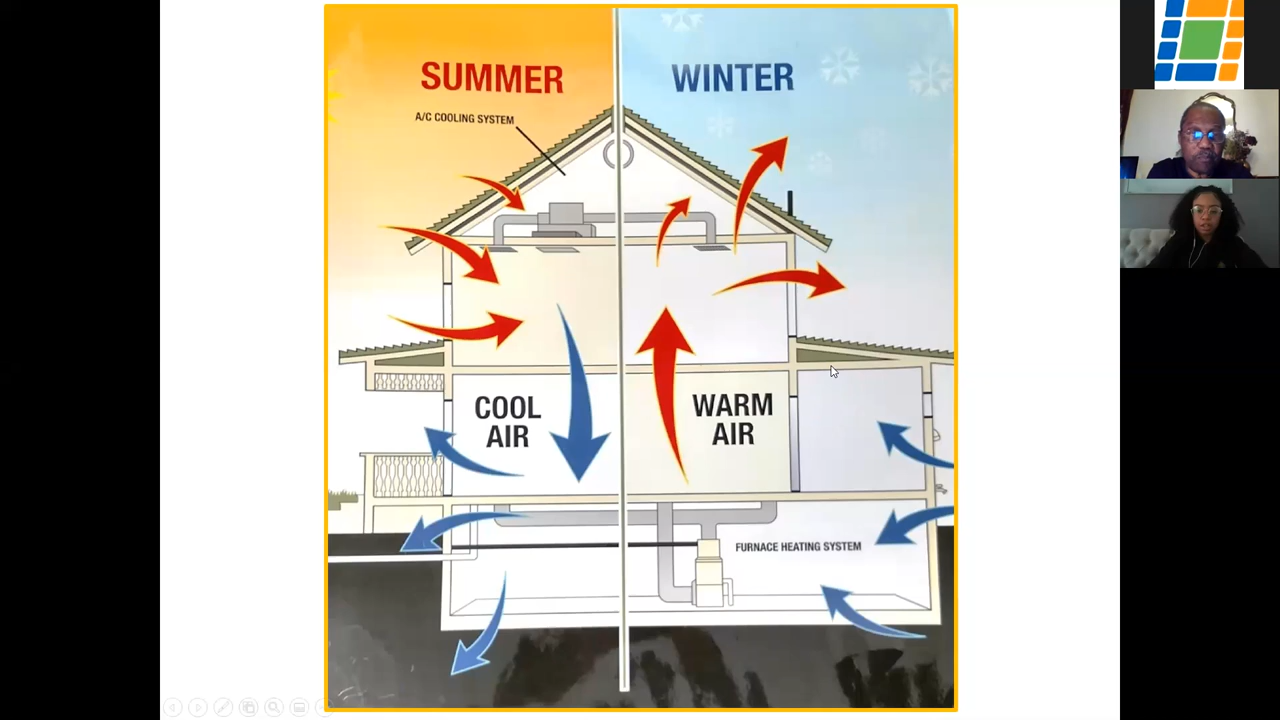 SUMMER
WINTER
A/C COOLING SYSTEM
COOL
AIR
WARM
AIR
FURNACE HEATING SYSTEM